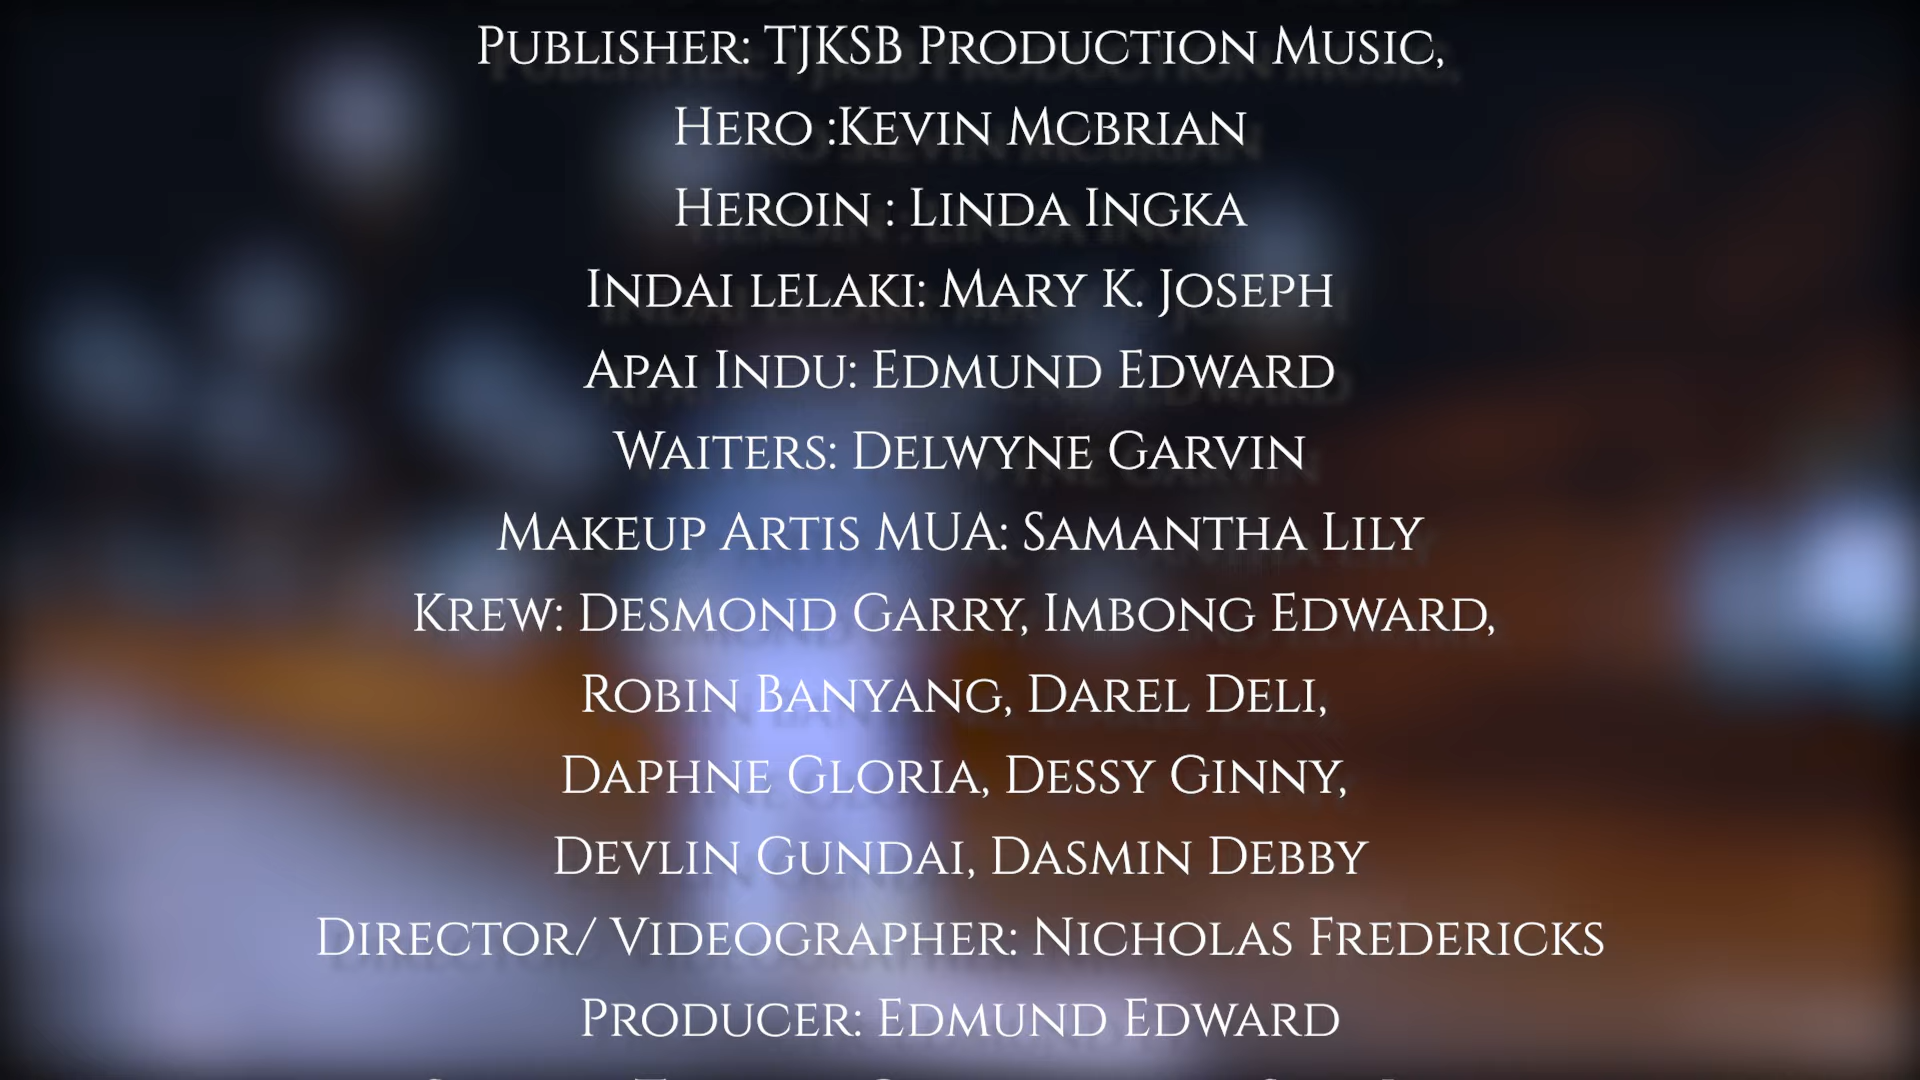 Publisher: TJKSB Production Music,
Hero :Kevin Mcbrian
Heroin : Linda Ingka
Indai lelaki: Mary K. Joseph
Apai Indu: Edmund Edward
Waiters: Delwyne Garvin
Makeup Artis MUA: Samantha Lily
Krew: Desmond Garry, Imbong Edward,
Robin Banyang, Darel Deli,
Daphne Gloria, Dessy Ginny,
Devlin Gundai, Dasmin Debby
Director/ Videographer: Nicholas Fredericks
Producer: Edmund Edward